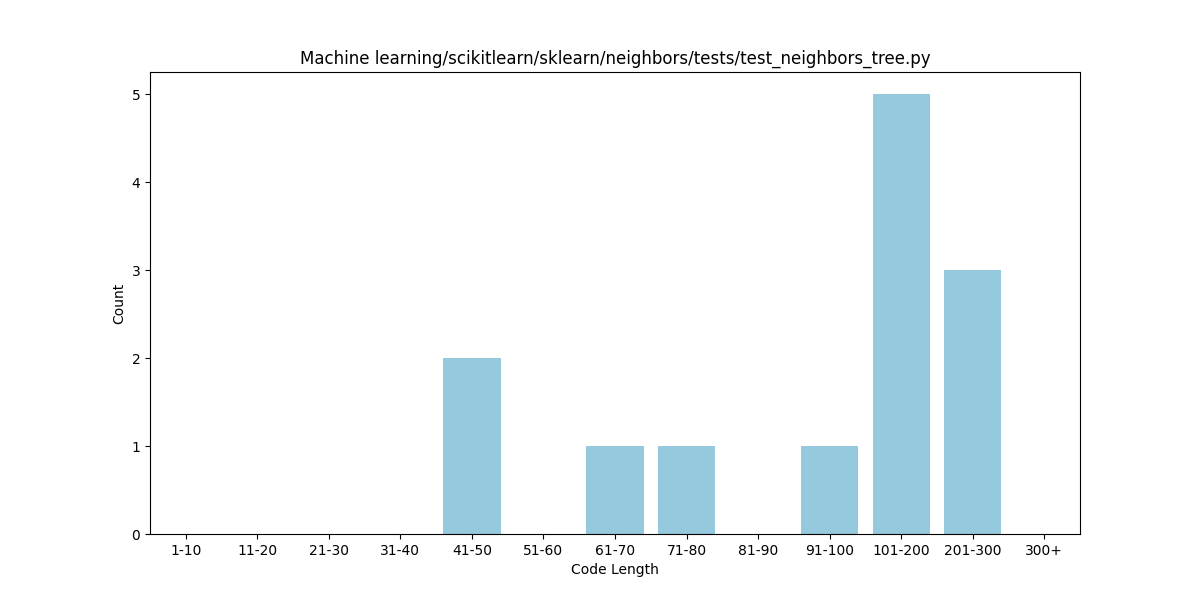 Machine learning/scikitlearn/sklearn/neighbors/tests/test_neighbors_tree.py
5
4
3
2
1
0
Count
1-10 11-20 21-30 31-40 41-50 51-60 61-70 71-80 81-90 91-100 101-200 201-300 300+
Code Length